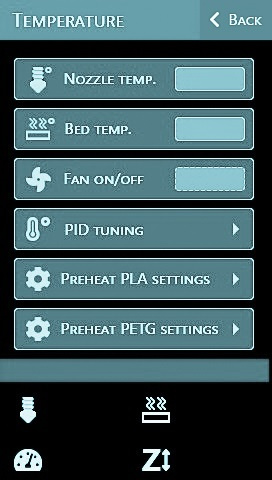 Temperature
Back
Nozzle temp.
Bed temp.
Fan on/off
PID tuning
Preheat PLA settings
Preheat PETG settings
Z